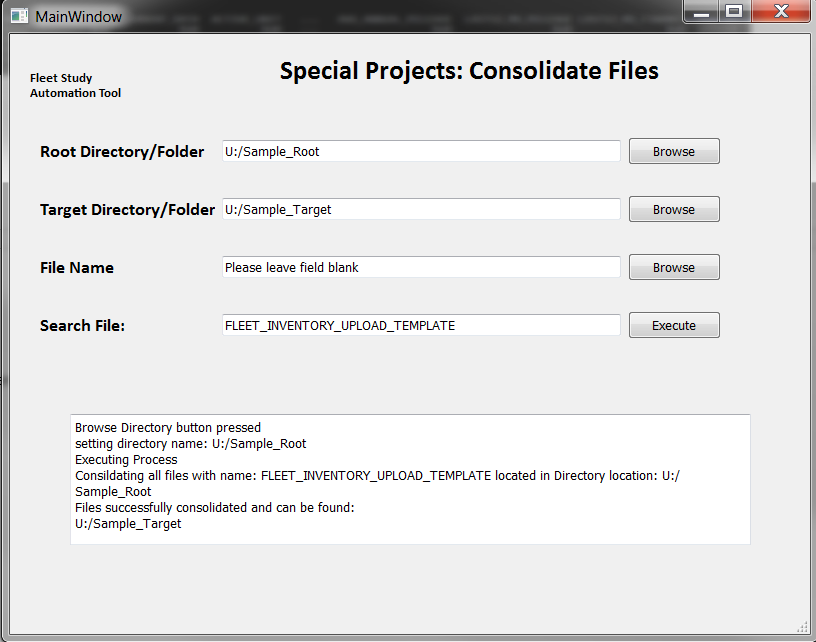 MainWindow
Special Projects: Consolidate Files
Fleet Study
Automation Tool
Root Directory/Folder U:/Sample_Root Browse
Target Directory/Folder U:/Sample_Target Browse
File Name Please leave field blank Browse
Search File: FLEET_INVENTORY_UPLOAD_TEMPLATE Execute
Browse Directory button pressed
setting directory name: U:/Sample_Root
Executing Process
Consildating all files with name: FLEET_INVENTORY_UPLOAD_TEMPLATE located in Directory location: U:/
Sample_Root
Files successfully consolidated and can be found:
U:/Sample_Target